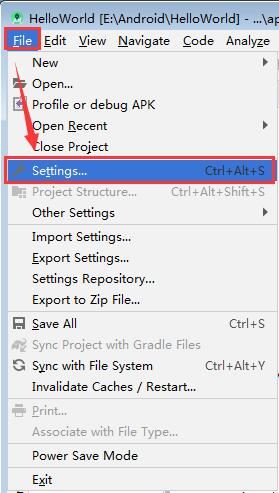 HelloWorld [E:\Android\HelloWorld] - ...\ap
File Edit View Navigate Code Analyze
New
Open...
Profile or debug APK
Open Recent
Close Project
Settings... Ctrl+Alt+S
Project Structure... Ctrl+Alt+Shift+S
Other Settings
Import Settings...
Export Settings...
Settings Repository...
Export to Zip File...
Save All Ctrl+S
Sync Project with Gradle Files
Sync with File System Ctrl+Alt+Y
Invalidate Caches / Restart...
Print...
Associate with File Type...
Power Save Mode
Exit